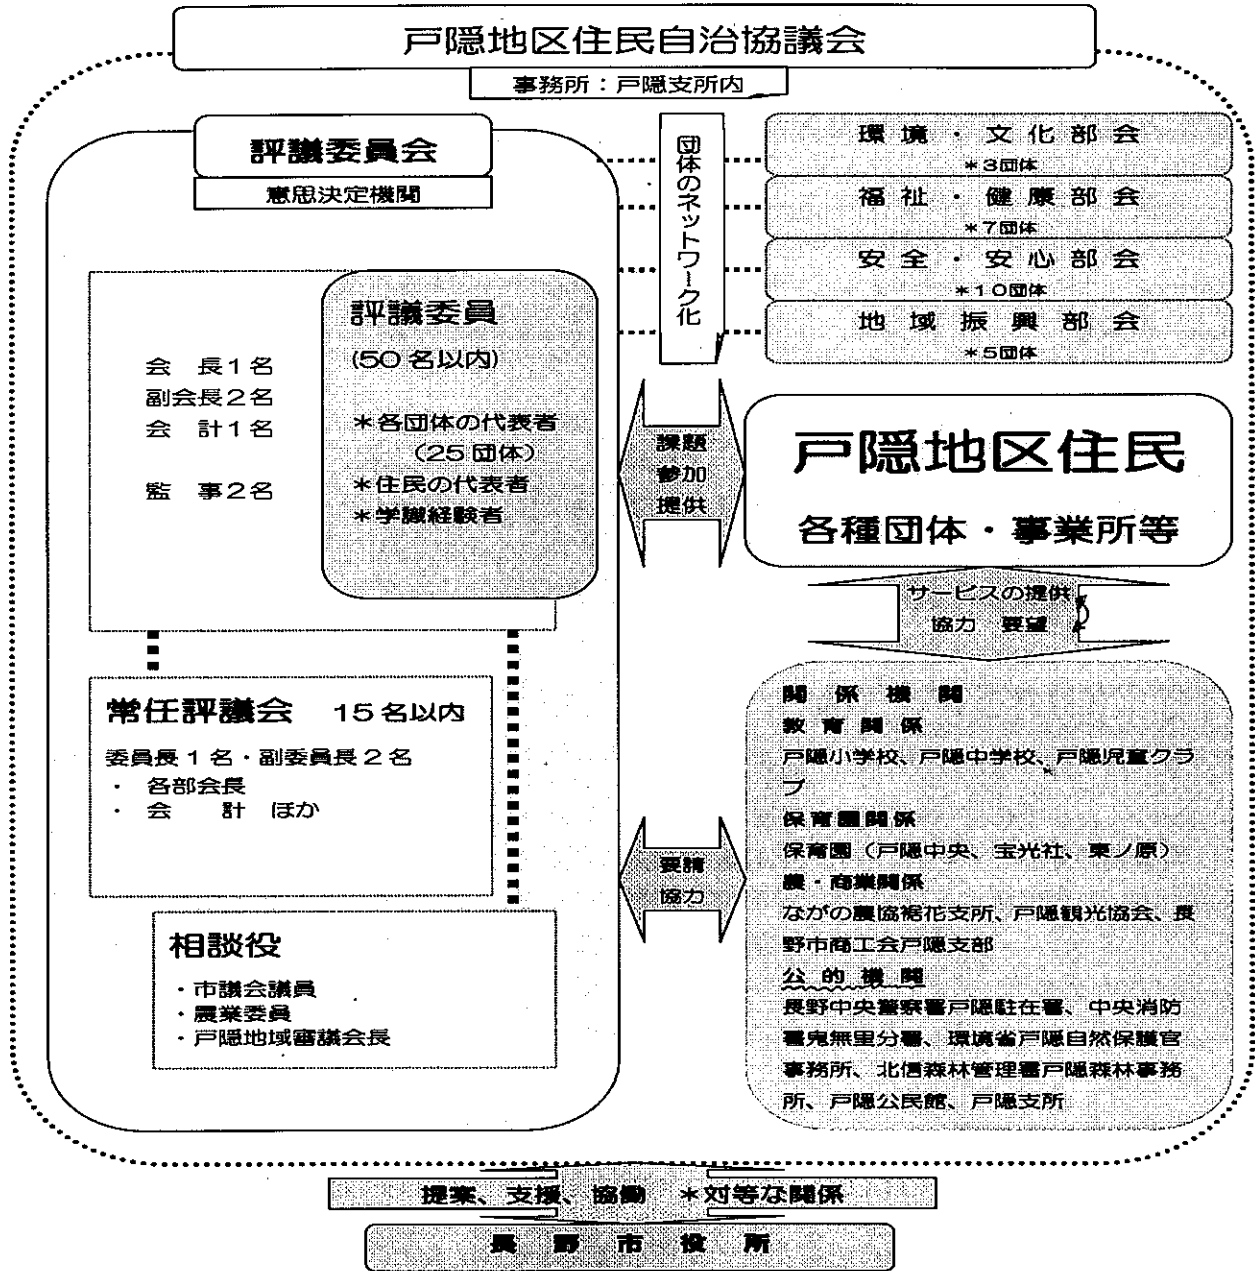 戸隠地区住民自治協議会
事務所：戸隠支所内
評議委員会
意思決定機関
会　長1名
副会長2名
会　計1名
監　事2名
評議委員
(50名以内)
＊各団体の代表者
（25団体）
＊住民の代表者
＊学識経験者
常任評議会　15名以内
委員長1名・副委員長2名
・　各部会長
・　会　　計　ほか
相談役
・市議会議員
・農業委員
・戸隠地域審議会長
団体のネットワーク化
環境・文化部会
＊3団体
福祉・健康部会
＊7団体
安全・安心部会
＊10団体
地域振興部会
＊5団体
課題
参加
提供
戸隠地区住民
各種団体・事業所等
サービスの提供
協力　要望
要請
協力
関係機関
教育関係
戸隠小学校、戸隠中学校、戸隠児童クラ
ブ
保育園関係
保育園（戸隠中央、宝光社、東ノ原）
農・商業関係
ながの農協裾花支所、戸隠観光協会、長
野市商工会戸隠支部
公的機関
長野中央警察署戸隠駐在署、中央消防
署鬼無里分署、環境省戸隠自然保護官
事務所、北信森林管理署戸隠森林事務
所、戸隠公民館、戸隠支所
提案、支援、協働　＊対等な関係
長野市役所